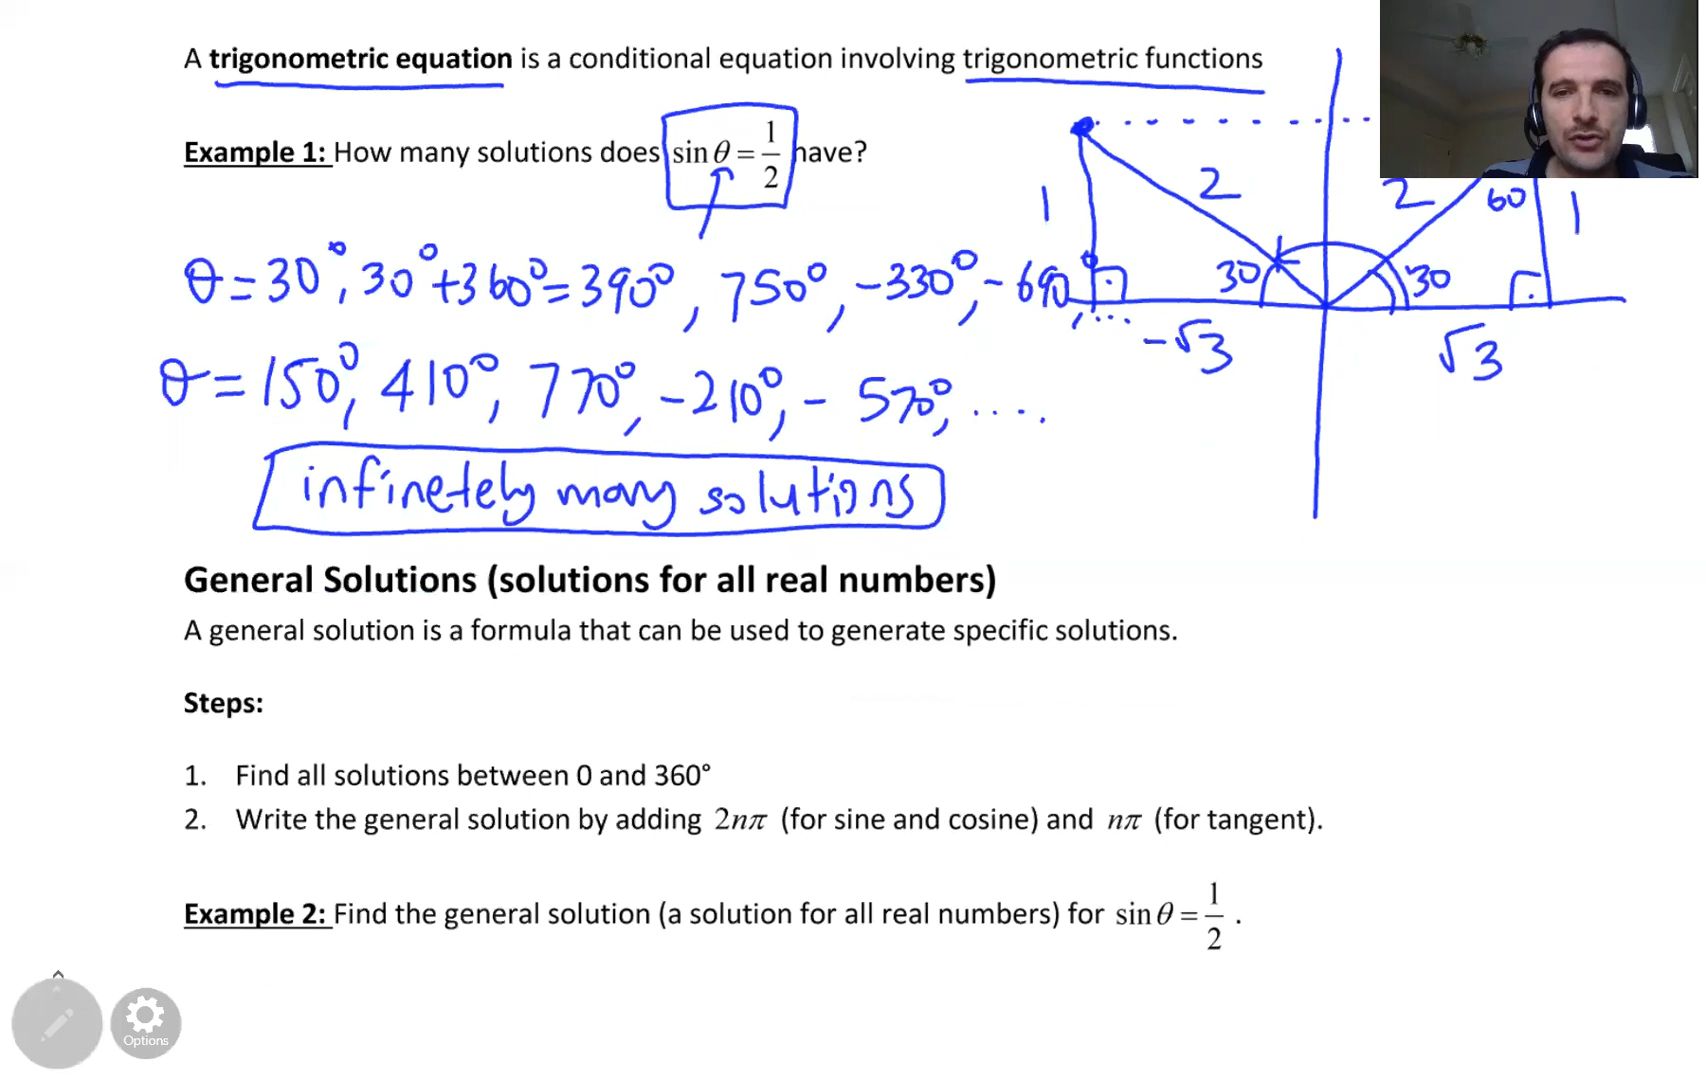 A trigonometric equation is a conditional equation involving trigonometric functions
Example 1: How many solutions does sin θ = 1/2 have?
θ = 30°, 30° + 360° = 390°, 750°, -330°, -690°, ...
θ = 150°, 410°, 770°, -210°, - 570°, ....
infinetely many solutions
1 2 30 -√3
2 60 1 30 √3
General Solutions (solutions for all real numbers)
A general solution is a formula that can be used to generate specific solutions.
Steps:
1. Find all solutions between 0 and 360°
2. Write the general solution by adding 2nπ (for sine and cosine) and nπ (for tangent).
Example 2: Find the general solution (a solution for all real numbers) for sin θ = 1/2 .
Options